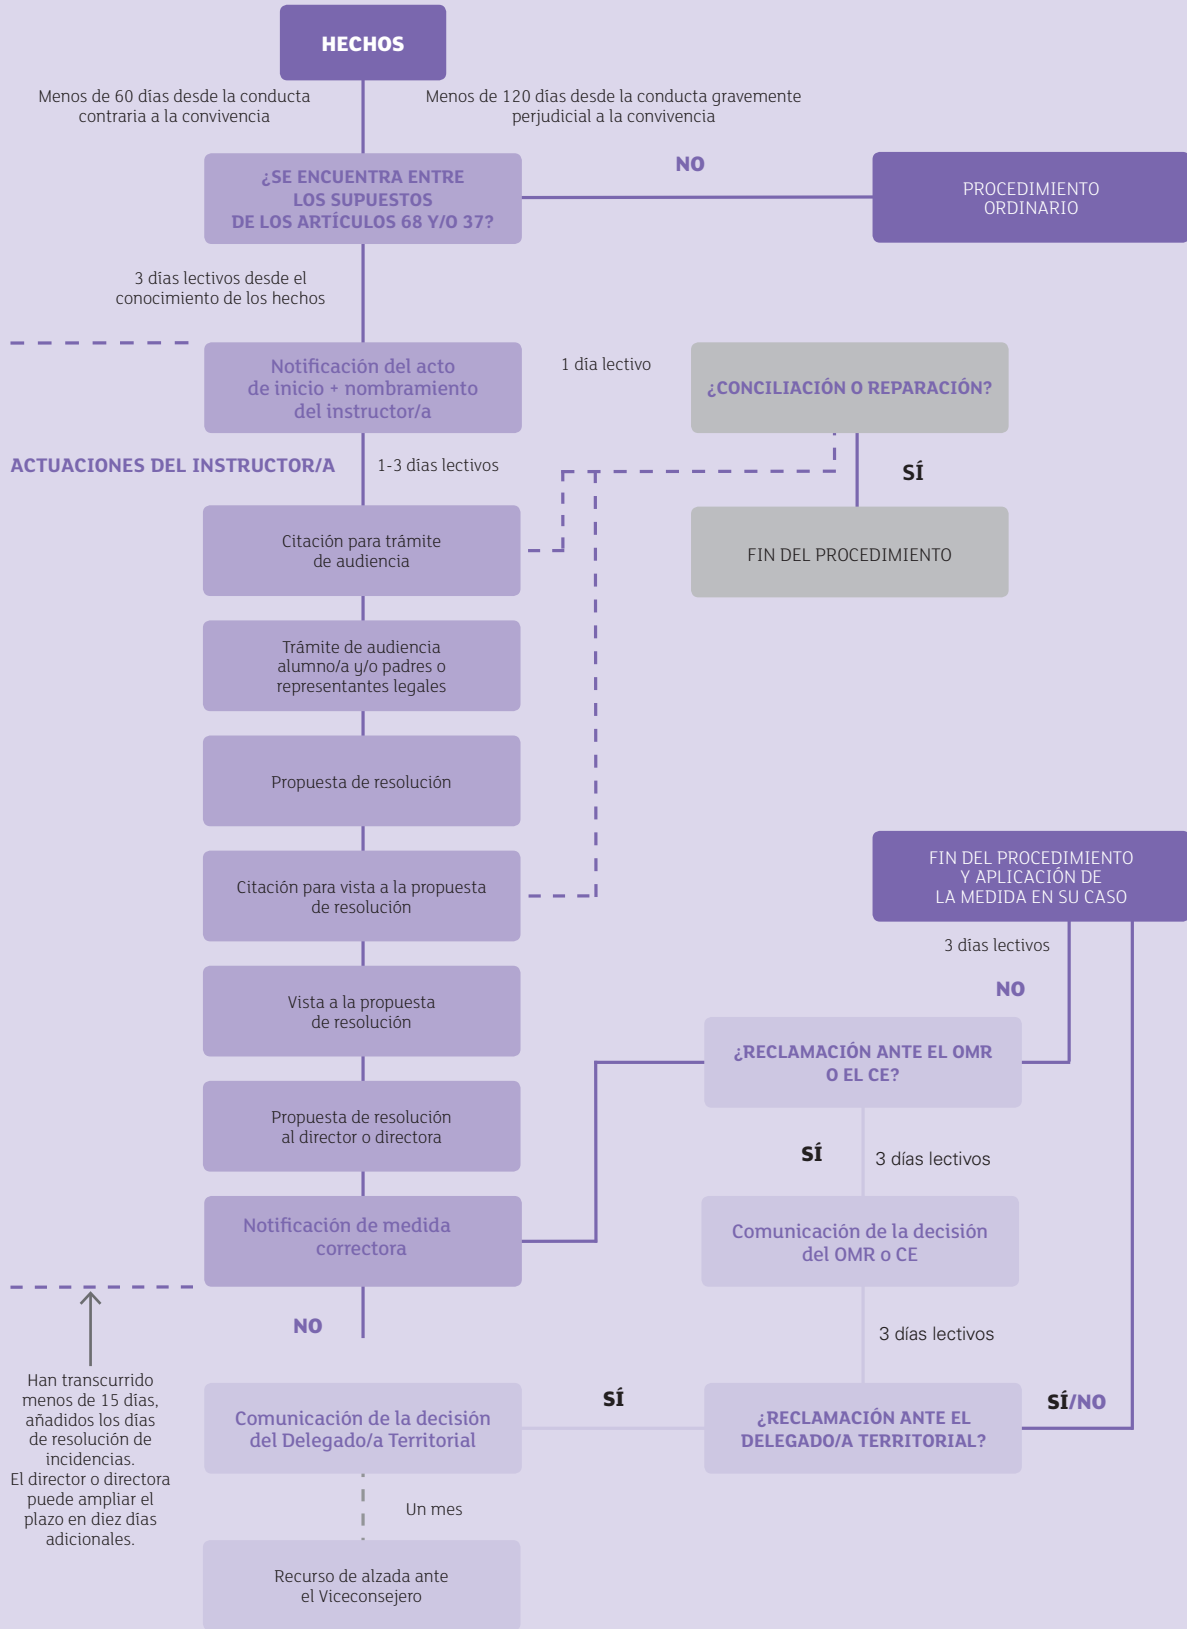 HECHOS
Menos de 60 días desde la conducta
contraria a la convivencia
Menos de 120 días desde la conducta gravemente
perjudicial a la convivencia
¿SE ENCUENTRA ENTRE
LOS SUPUESTOS
DE LOS ARTÍCULOS 68 Y/O 37?
NO
PROCEDIMIENTO
ORDINARIO
3 días lectivos desde el
conocimiento de los hechos
Notificación del acto
de inicio + nombramiento
del instructor/a
1 día lectivo
¿CONCILIACIÓN O REPARACIÓN?
ACTUACIONES DEL INSTRUCTOR/A
1-3 días lectivos
SÍ
Citación para trámite
de audiencia
FIN DEL PROCEDIMIENTO
Trámite de audiencia
alumno/a y/o padres o
representantes legales
Propuesta de resolución
Citación para vista a la propuesta
de resolución
FIN DEL PROCEDIMIENTO
Y APLICACIÓN DE
LA MEDIDA EN SU CASO
3 días lectivos
NO
Vista a la propuesta
de resolución
¿RECLAMACIÓN ANTE EL OMR
O EL CE?
Propuesta de resolución
al director o directora
SÍ
3 días lectivos
Notificación de medida
correctora
Comunicación de la decisión
del OMR o CE
NO
3 días lectivos
Han transcurrido
menos de 15 días,
añadidos los días
de resolución de
incidencias.
El director o directora
puede ampliar el
plazo en diez días
adicionales.
Comunicación de la decisión
del Delegado/a Territorial
SÍ
¿RECLAMACIÓN ANTE EL
DELEGADO/A TERRITORIAL?
SÍ/NO
Un mes
Recurso de alzada ante
el Viceconsejero